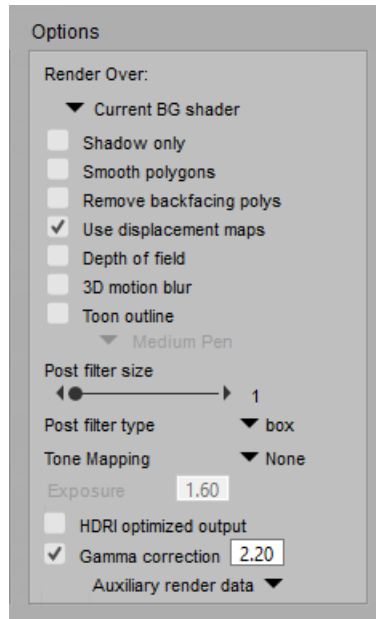 Options
Render Over:
Current BG shader
Shadow only
Smooth polygons
Remove backfacing polys
Use displacement maps
Depth of field
3D motion blur
Toon outline
Medium Pen
Post filter size
1
Post filter type box
Tone Mapping None
Exposure 1.60
HDRI optimized output
Gamma correction 2.20
Auxiliary render data